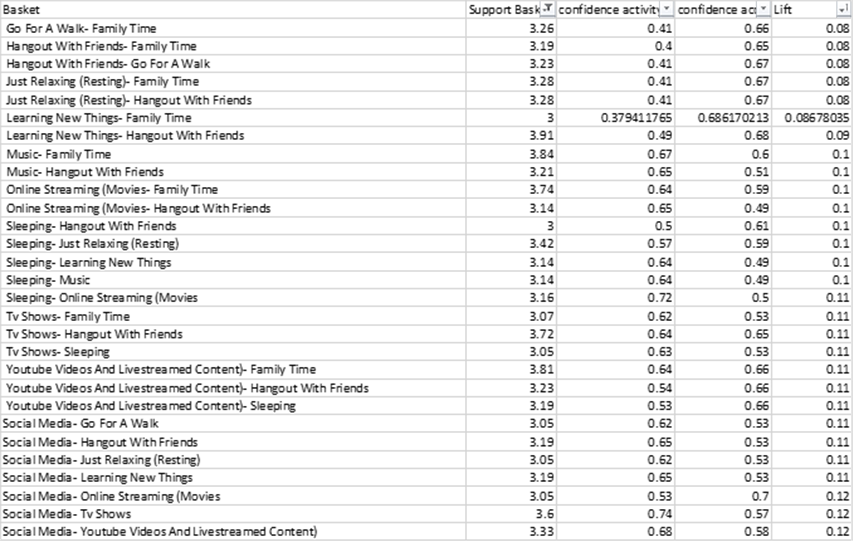 Basket Support Bask confidence activity confidence ac Lift
Go For A Walk- Family Time 3.26 0.41 0.66 0.08
Hangout With Friends- Family Time 3.19 0.4 0.65 0.08
Hangout With Friends- Go For A Walk 3.23 0.41 0.67 0.08
Just Relaxing (Resting)- Family Time 3.28 0.41 0.67 0.08
Just Relaxing (Resting)- Hangout With Friends 3.28 0.41 0.67 0.08
Learning New Things- Family Time 3 0.379411765 0.686170213 0.08678035
Learning New Things- Hangout With Friends 3.91 0.49 0.68 0.09
Music- Family Time 3.84 0.67 0.6 0.1
Music- Hangout With Friends 3.21 0.65 0.51 0.1
Online Streaming (Movies- Family Time 3.74 0.64 0.59 0.1
Online Streaming (Movies- Hangout With Friends 3.14 0.65 0.49 0.1
Sleeping- Hangout With Friends 3 0.5 0.61 0.1
Sleeping- Just Relaxing (Resting) 3.42 0.57 0.59 0.1
Sleeping- Learning New Things 3.14 0.64 0.49 0.1
Sleeping- Music 3.14 0.64 0.49 0.1
Sleeping- Online Streaming (Movies 3.16 0.72 0.5 0.11
Tv Shows- Family Time 3.07 0.62 0.53 0.11
Tv Shows- Hangout With Friends 3.72 0.64 0.65 0.11
Tv Shows- Sleeping 3.05 0.63 0.53 0.11
Youtube Videos And Livestreamed Content)- Family Time 3.81 0.64 0.66 0.11
Youtube Videos And Livestreamed Content)- Hangout With Friends 3.23 0.54 0.66 0.11
Youtube Videos And Livestreamed Content)- Sleeping 3.19 0.53 0.66 0.11
Social Media- Go For A Walk 3.05 0.62 0.53 0.11
Social Media- Hangout With Friends 3.19 0.65 0.53 0.11
Social Media- Just Relaxing (Resting) 3.05 0.62 0.53 0.11
Social Media- Learning New Things 3.19 0.65 0.53 0.11
Social Media- Online Streaming (Movies 3.05 0.53 0.7 0.12
Social Media- Tv Shows 3.6 0.74 0.57 0.12
Social Media- Youtube Videos And Livestreamed Content) 3.33 0.68 0.58 0.12